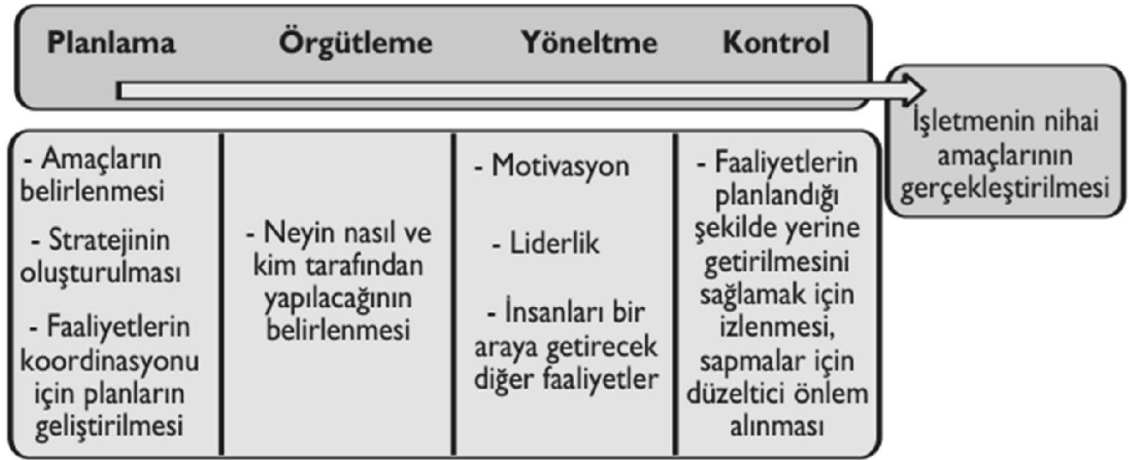 Planlama
Örgütleme
Yöneltme
Kontrol
İşletmenin nihai
amaçlarının
gerçekleştirilmesi
- Amaçların
belirlenmesi
- Stratejinin
oluşturulması
- Faaliyetlerin
koordinasyonu
için planların
geliştirilmesi
- Neyin nasıl ve
kim tarafından
yapılacağının
belirlenmesi
- Motivasyon
- Liderlik
- İnsanları bir
araya getirecek
diğer faaliyetler
- Faaliyetlerin
planlandığı
şekilde yerine
getirilmesini
sağlamak için
izlenmesi,
sapmalar için
düzeltici önlem
alınması